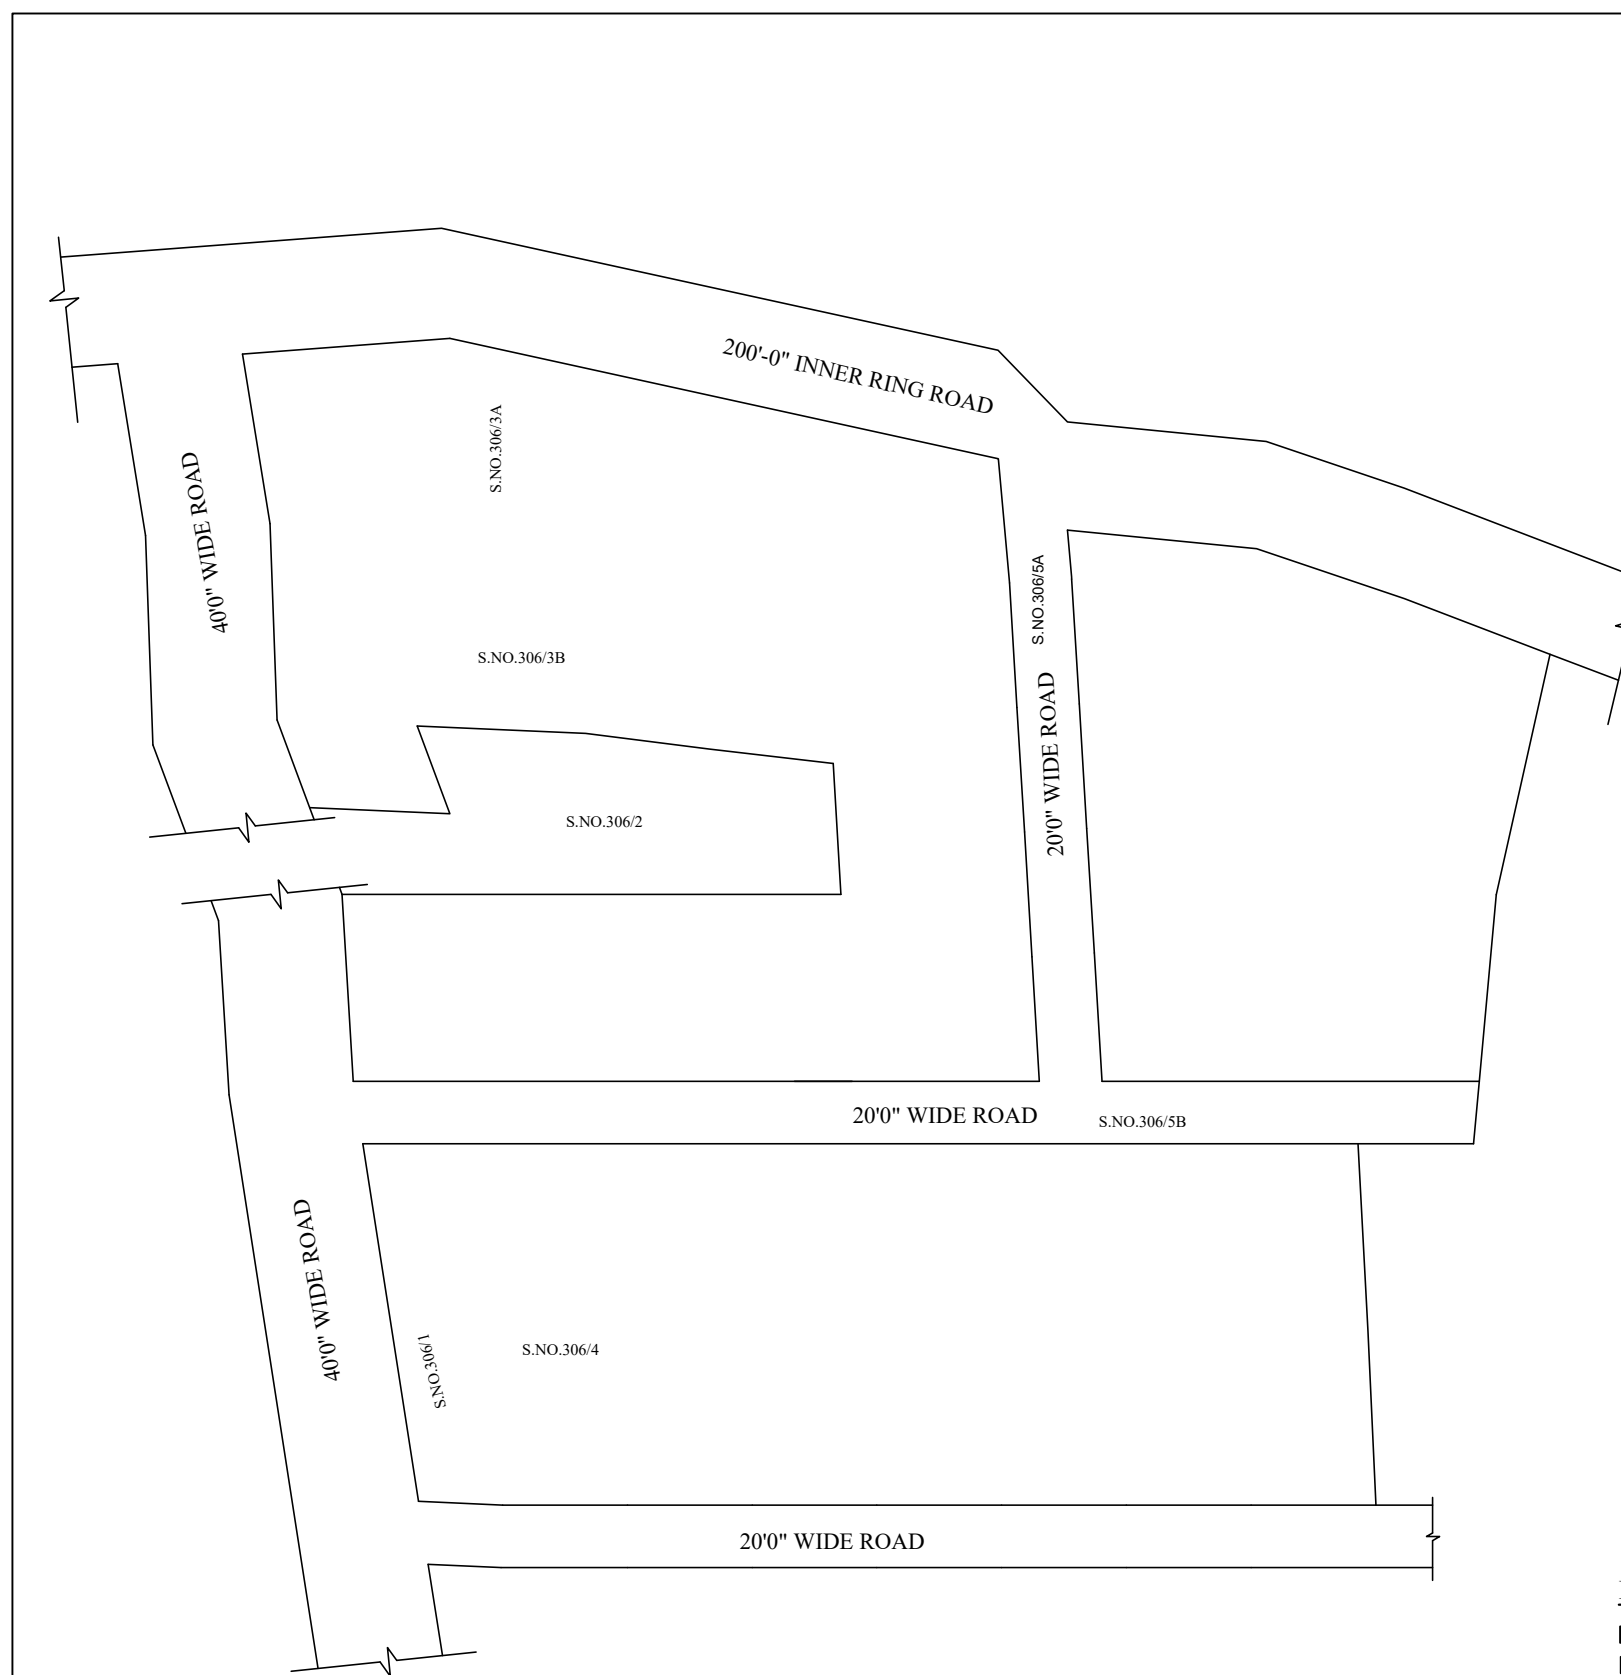 200'-0" INNER RING ROAD
S.NO.306/3A
40'0" WIDE ROAD
S.NO.306/5A
S.NO.306/3B
20'0" WIDE ROAD
S.NO.306/2
20'0" WIDE ROAD
S.NO.306/5B
40'0" WIDE ROAD
S.NO.306/1
S.NO.306/4
20'0" WIDE ROAD